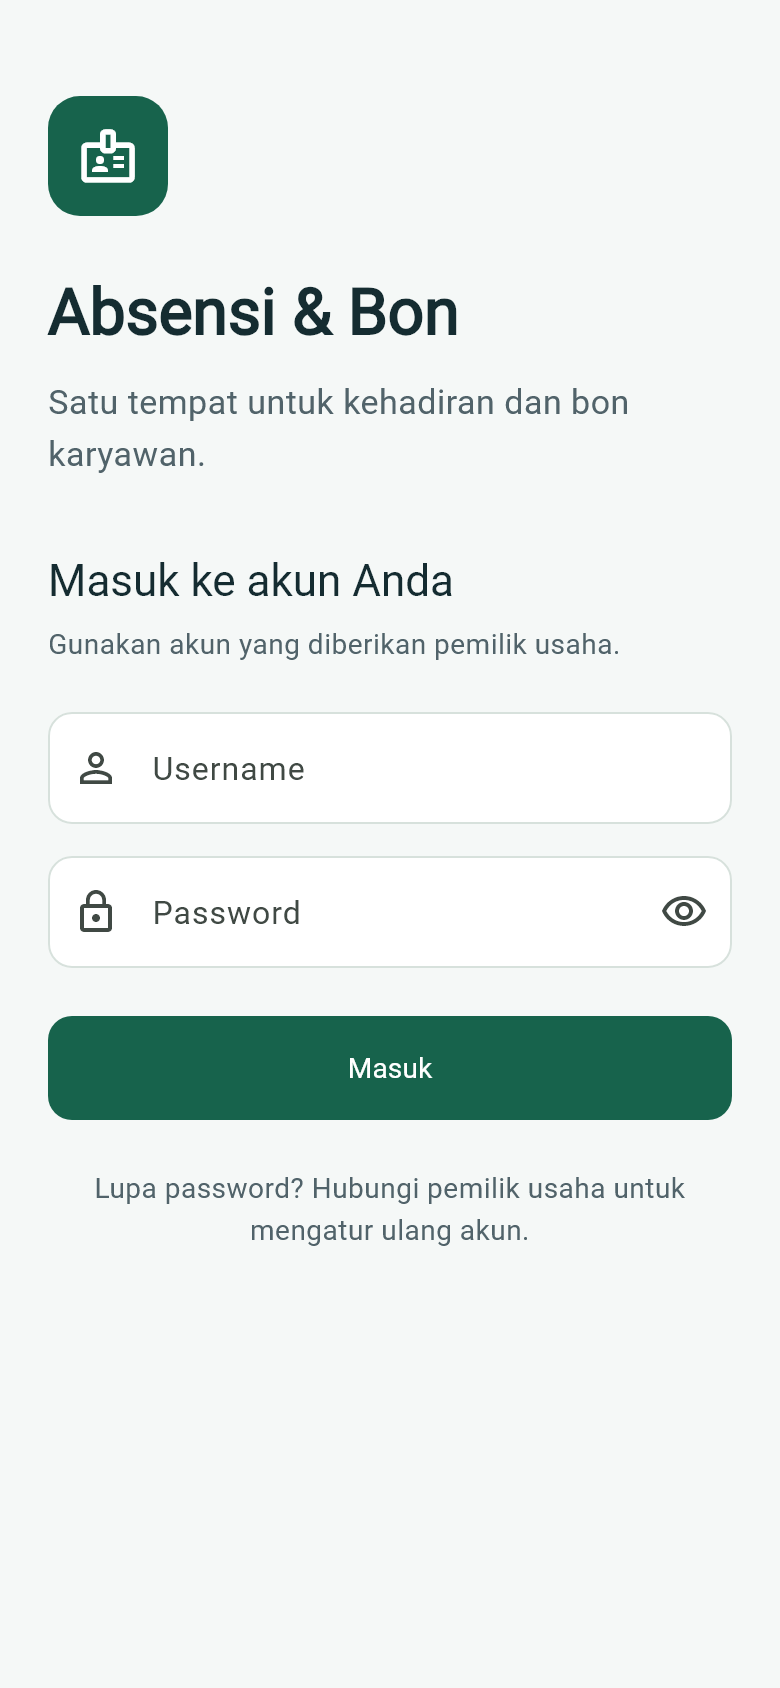 Absensi & Bon
Satu tempat untuk kehadiran dan bon
karyawan.
Masuk ke akun Anda
Gunakan akun yang diberikan pemilik usaha.
Username
Password
Masuk
Lupa password? Hubungi pemilik usaha untuk
mengatur ulang akun.